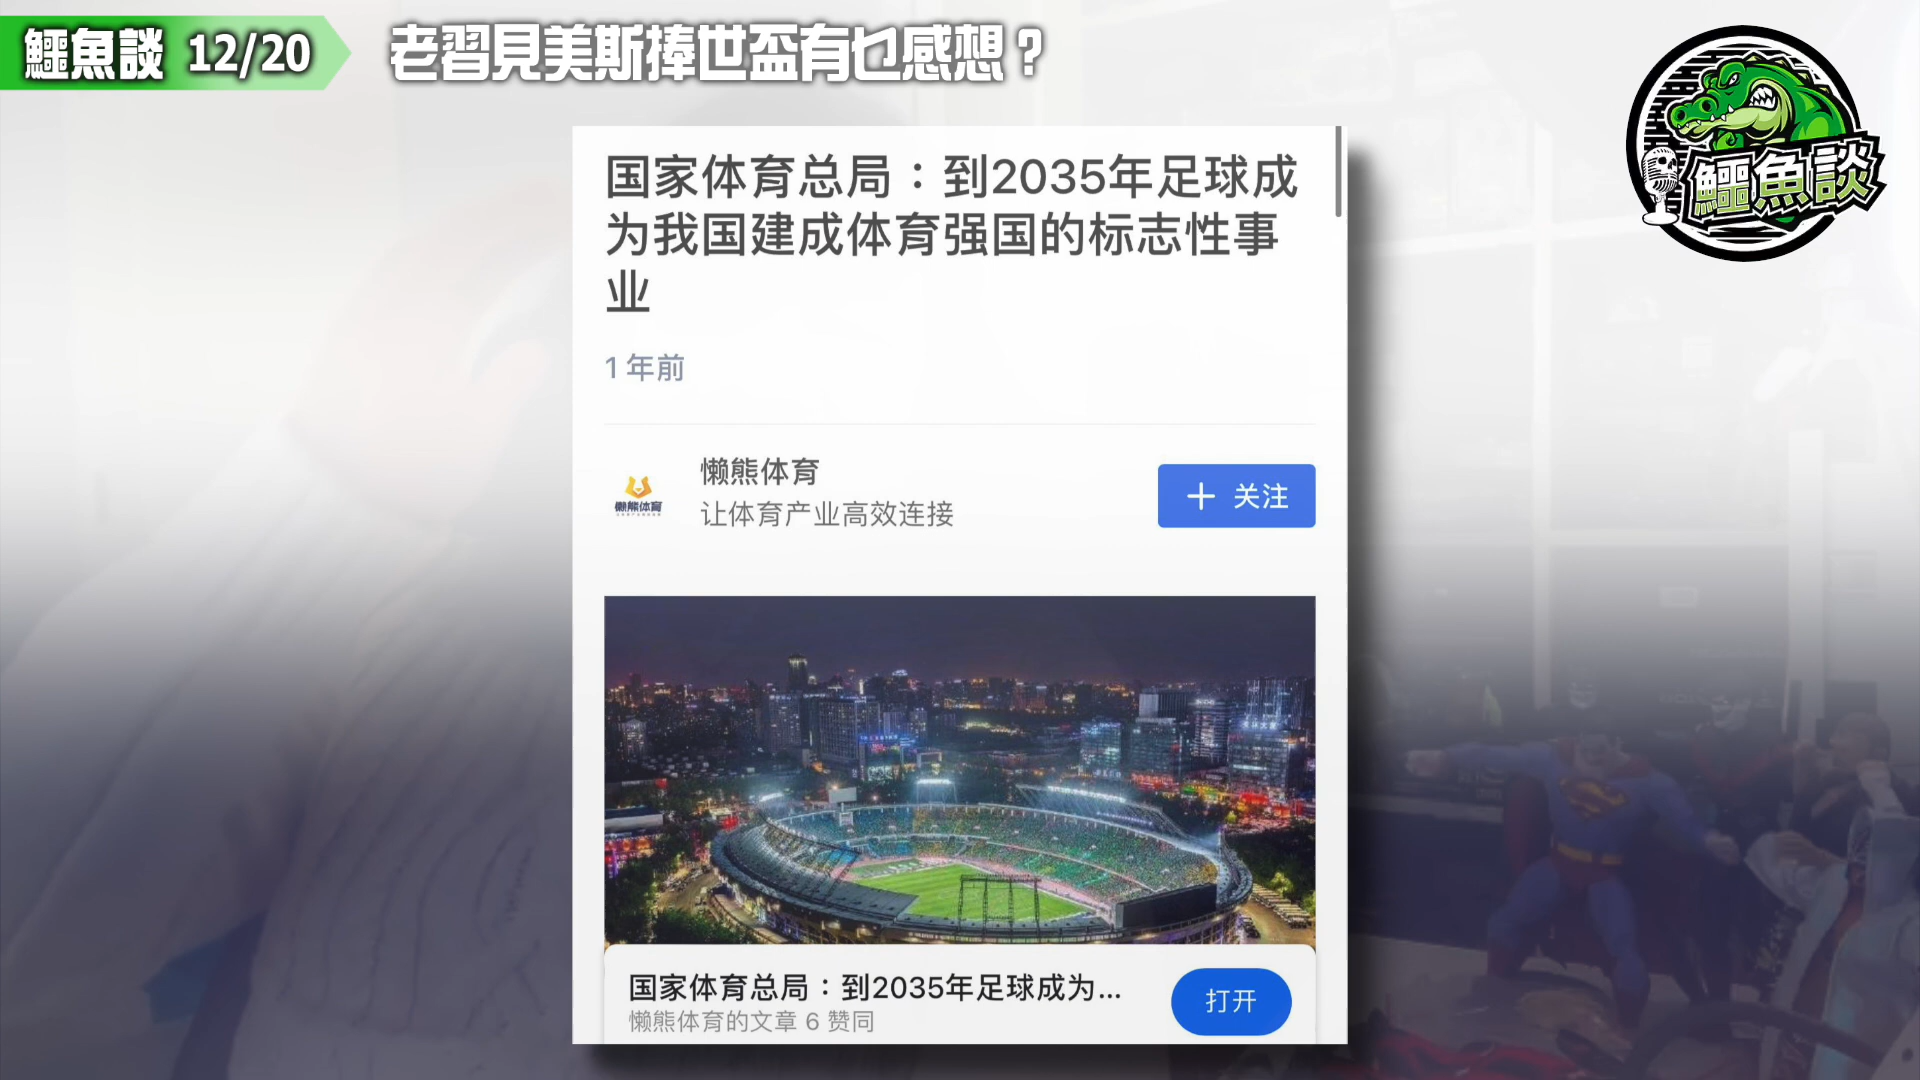 鱷魚談 12/20
老習見美斯捧世盃有乜感想？
鱷魚談
国家体育总局：到2035年足球成
为我国建成体育强国的标志性事
业
1 年前
懒熊体育
懒熊体育
让体育产业高效连接
+ 关注
国家体育总局：到2035年足球成为...
懒熊体育的文章 6 赞同
打开